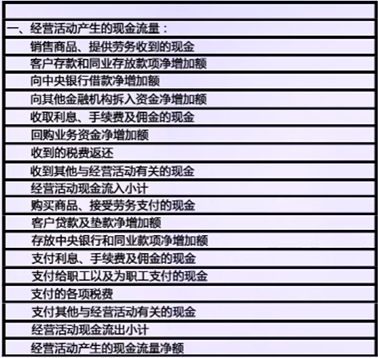 一、经营活动产生的现金流量：
销售商品、提供劳务收到的现金
客户存款和同业存放款项净增加额
向中央银行借款净增加额
向其他金融机构拆入资金净增加额
收取利息、手续费及佣金的现金
回购业务资金净增加额
收到的税费返还
收到其他与经营活动有关的现金
经营活动现金流入小计
购买商品、接受劳务支付的现金
客户贷款及垫款净增加额
存放中央银行和同业款项净增加额
支付利息、手续费及佣金的现金
支付给职工以及为职工支付的现金
支付的各项税费
支付其他与经营活动有关的现金
经营活动现金流出小计
经营活动产生的现金流量净额